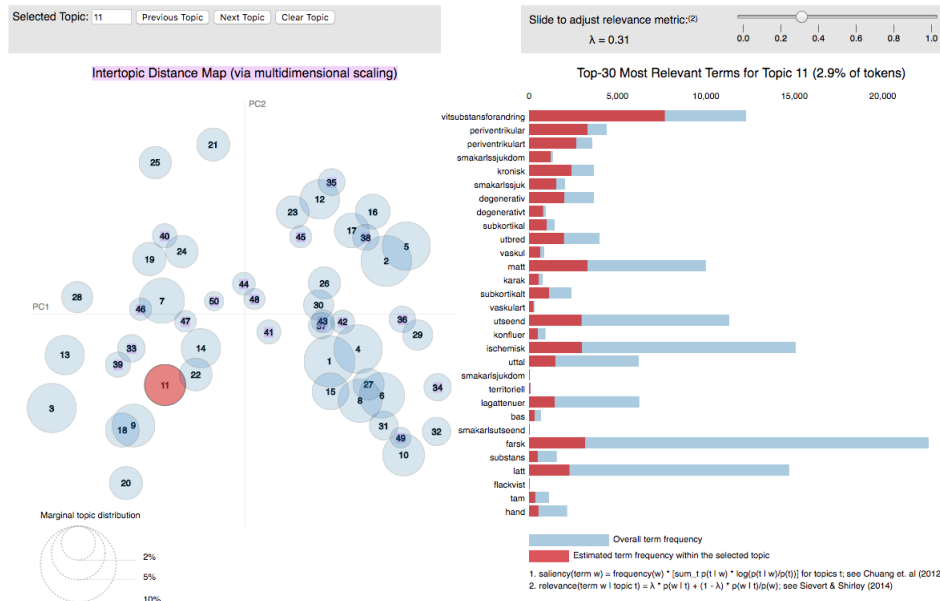 Selected Topic: 11 Previous Topic Next Topic Clear Topic
Slide to adjust relevance metric:(2)
λ = 0.31
0.0 0.2 0.4 0.6 0.8 1.0
Intertopic Distance Map (via multidimensional scaling)
PC2
PC1
21
25
35
12
23
16
17
38
45
5
2
40
24
19
44
26
28
7
50
48
30
46
47
43
37
42
36
41
29
33
14
13
4
1
39
22
11
27
34
15
8
6
3
9
18
31
32
49
10
20
Marginal topic distribution
2%
5%
10%
Top-30 Most Relevant Terms for Topic 11 (2.9% of tokens)
0 5,000 10,000 15,000 20,000
vitsubstansforandring
periventrikular
periventrikulart
smakarlssjukdom
kronisk
smakarlssjuk
degenerativ
degenerativt
subkortikal
utbred
vaskul
matt
karak
subkortikalt
vaskulart
utseend
konfluer
ischemisk
uttal
smakarlsjukdom
territoriell
lagattenuer
bas
smakarlsutseend
farsk
substans
latt
flackvist
tam
hand
Overall term frequency
Estimated term frequency within the selected topic
1. saliency(term w) = frequency(w) * [sum_t p(t | w) * log(p(t | w)/p(t))] for topics t; see Chuang et. al (2012
2. relevance(term w | topic t) = λ * p(w | t) + (1 - λ) * p(w | t)/p(w); see Sievert & Shirley (2014)